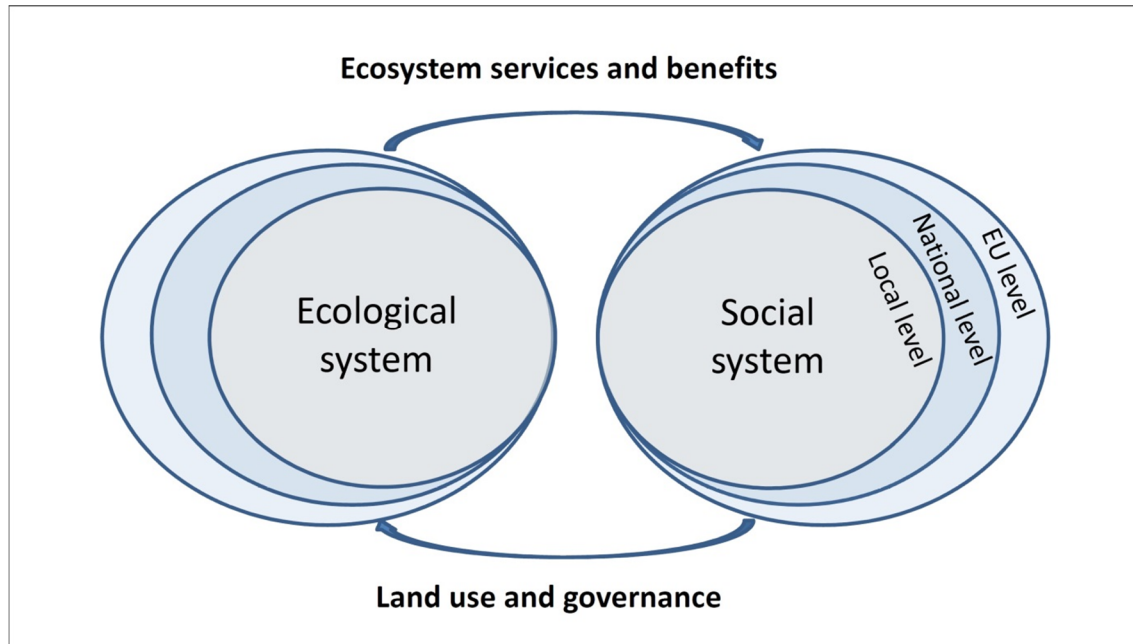 Ecosystem services and benefits
Ecological
system
Social
system
Local level
National level
EU level
Land use and governance